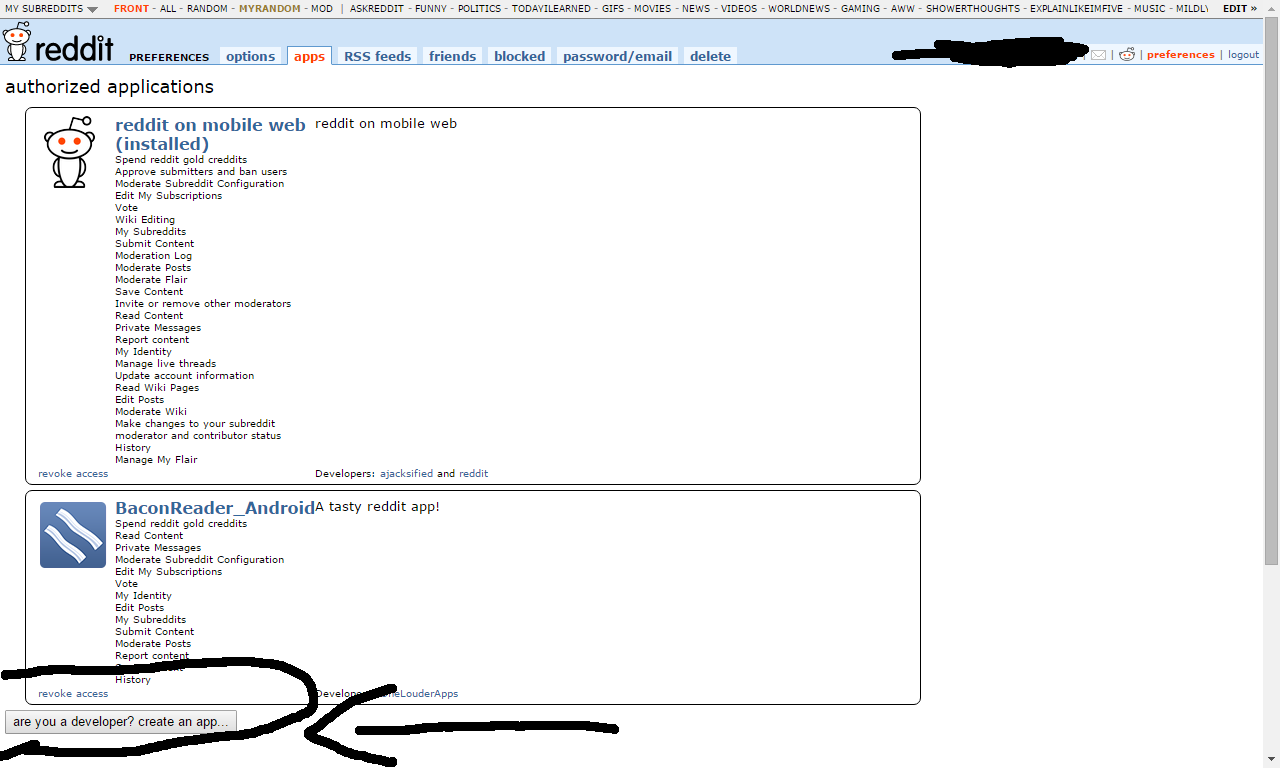 MY SUBREDDITS FRONT - ALL - RANDOM - MYRANDOM - MOD | ASKREDDIT - FUNNY - POLITICS - TODAYILEARNED - GIFS - MOVIES - NEWS - VIDEOS - WORLDNEWS - GAMING - AWW - SHOWERTHOUGHTS - EXPLAINLIKEIMFIVE - MUSIC - MILDLY EDIT »
reddit PREFERENCES options apps RSS feeds friends blocked password/email delete | | preferences | logout
authorized applications
reddit on mobile web reddit on mobile web
(installed)
Spend reddit gold creddits
Approve submitters and ban users
Moderate Subreddit Configuration
Edit My Subscriptions
Vote
Wiki Editing
My Subreddits
Submit Content
Moderation Log
Moderate Posts
Moderate Flair
Save Content
Invite or remove other moderators
Read Content
Private Messages
Report content
My Identity
Manage live threads
Update account information
Read Wiki Pages
Edit Posts
Moderate Wiki
Make changes to your subreddit
moderator and contributor status
History
Manage My Flair
revoke access Developers: ajacksified and reddit
BaconReader_Android A tasty reddit app!
Spend reddit gold creddits
Read Content
Private Messages
Moderate Subreddit Configuration
Edit My Subscriptions
Vote
My Identity
Edit Posts
My Subreddits
Submit Content
Moderate Posts
Report content
History
revoke access
are you a developer? create an app...